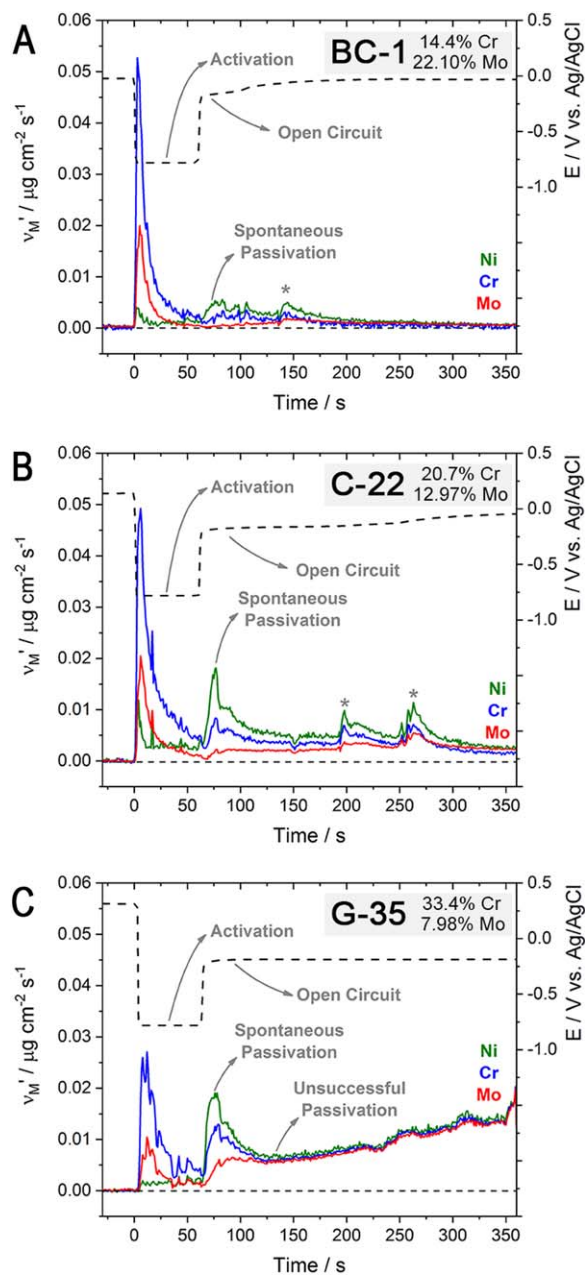 A
BC-1
14.4% Cr
22.10% Mo
Activation
Open Circuit
Spontaneous
Passivation
*
Ni
Cr
Mo
0.06
0.05
0.04
0.03
0.02
0.01
0.00
νM' / µg cm⁻² s⁻¹
0.5
0.0
-0.5
-1.0
E / V vs. Ag/AgCl
0 50 100 150 200 250 300 350
Time / s
B
C-22
20.7% Cr
12.97% Mo
Activation
Open Circuit
Spontaneous
Passivation
*
*
Ni
Cr
Mo
0.06
0.05
0.04
0.03
0.02
0.01
0.00
νM' / µg cm⁻² s⁻¹
0.5
0.0
-0.5
-1.0
E / V vs. Ag/AgCl
0 50 100 150 200 250 300 350
Time / s
C
G-35
33.4% Cr
7.98% Mo
Activation
Open Circuit
Spontaneous
Passivation
Unsuccessful
Passivation
Ni
Cr
Mo
0.06
0.05
0.04
0.03
0.02
0.01
0.00
νM' / µg cm⁻² s⁻¹
0.5
0.0
-0.5
-1.0
E / V vs. Ag/AgCl
0 50 100 150 200 250 300 350
Time / s